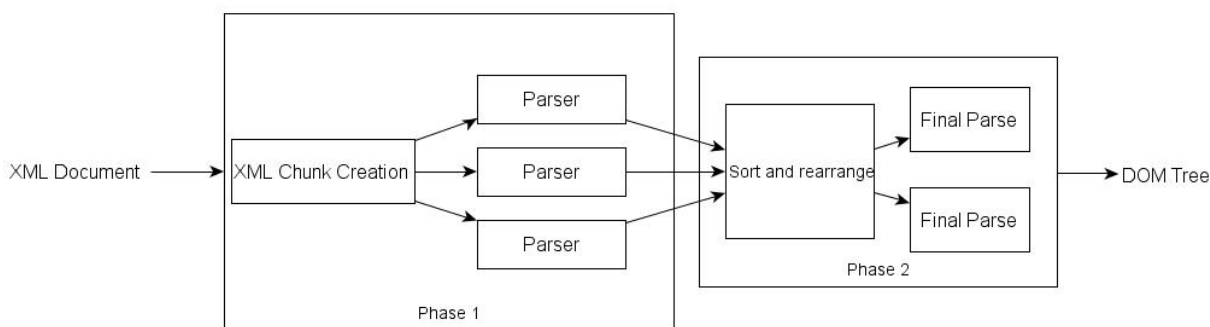 XML Document
XML Chunk Creation
Parser
Parser
Parser
Phase 1
Sort and rearrange
Final Parse
Final Parse
Phase 2
DOM Tree